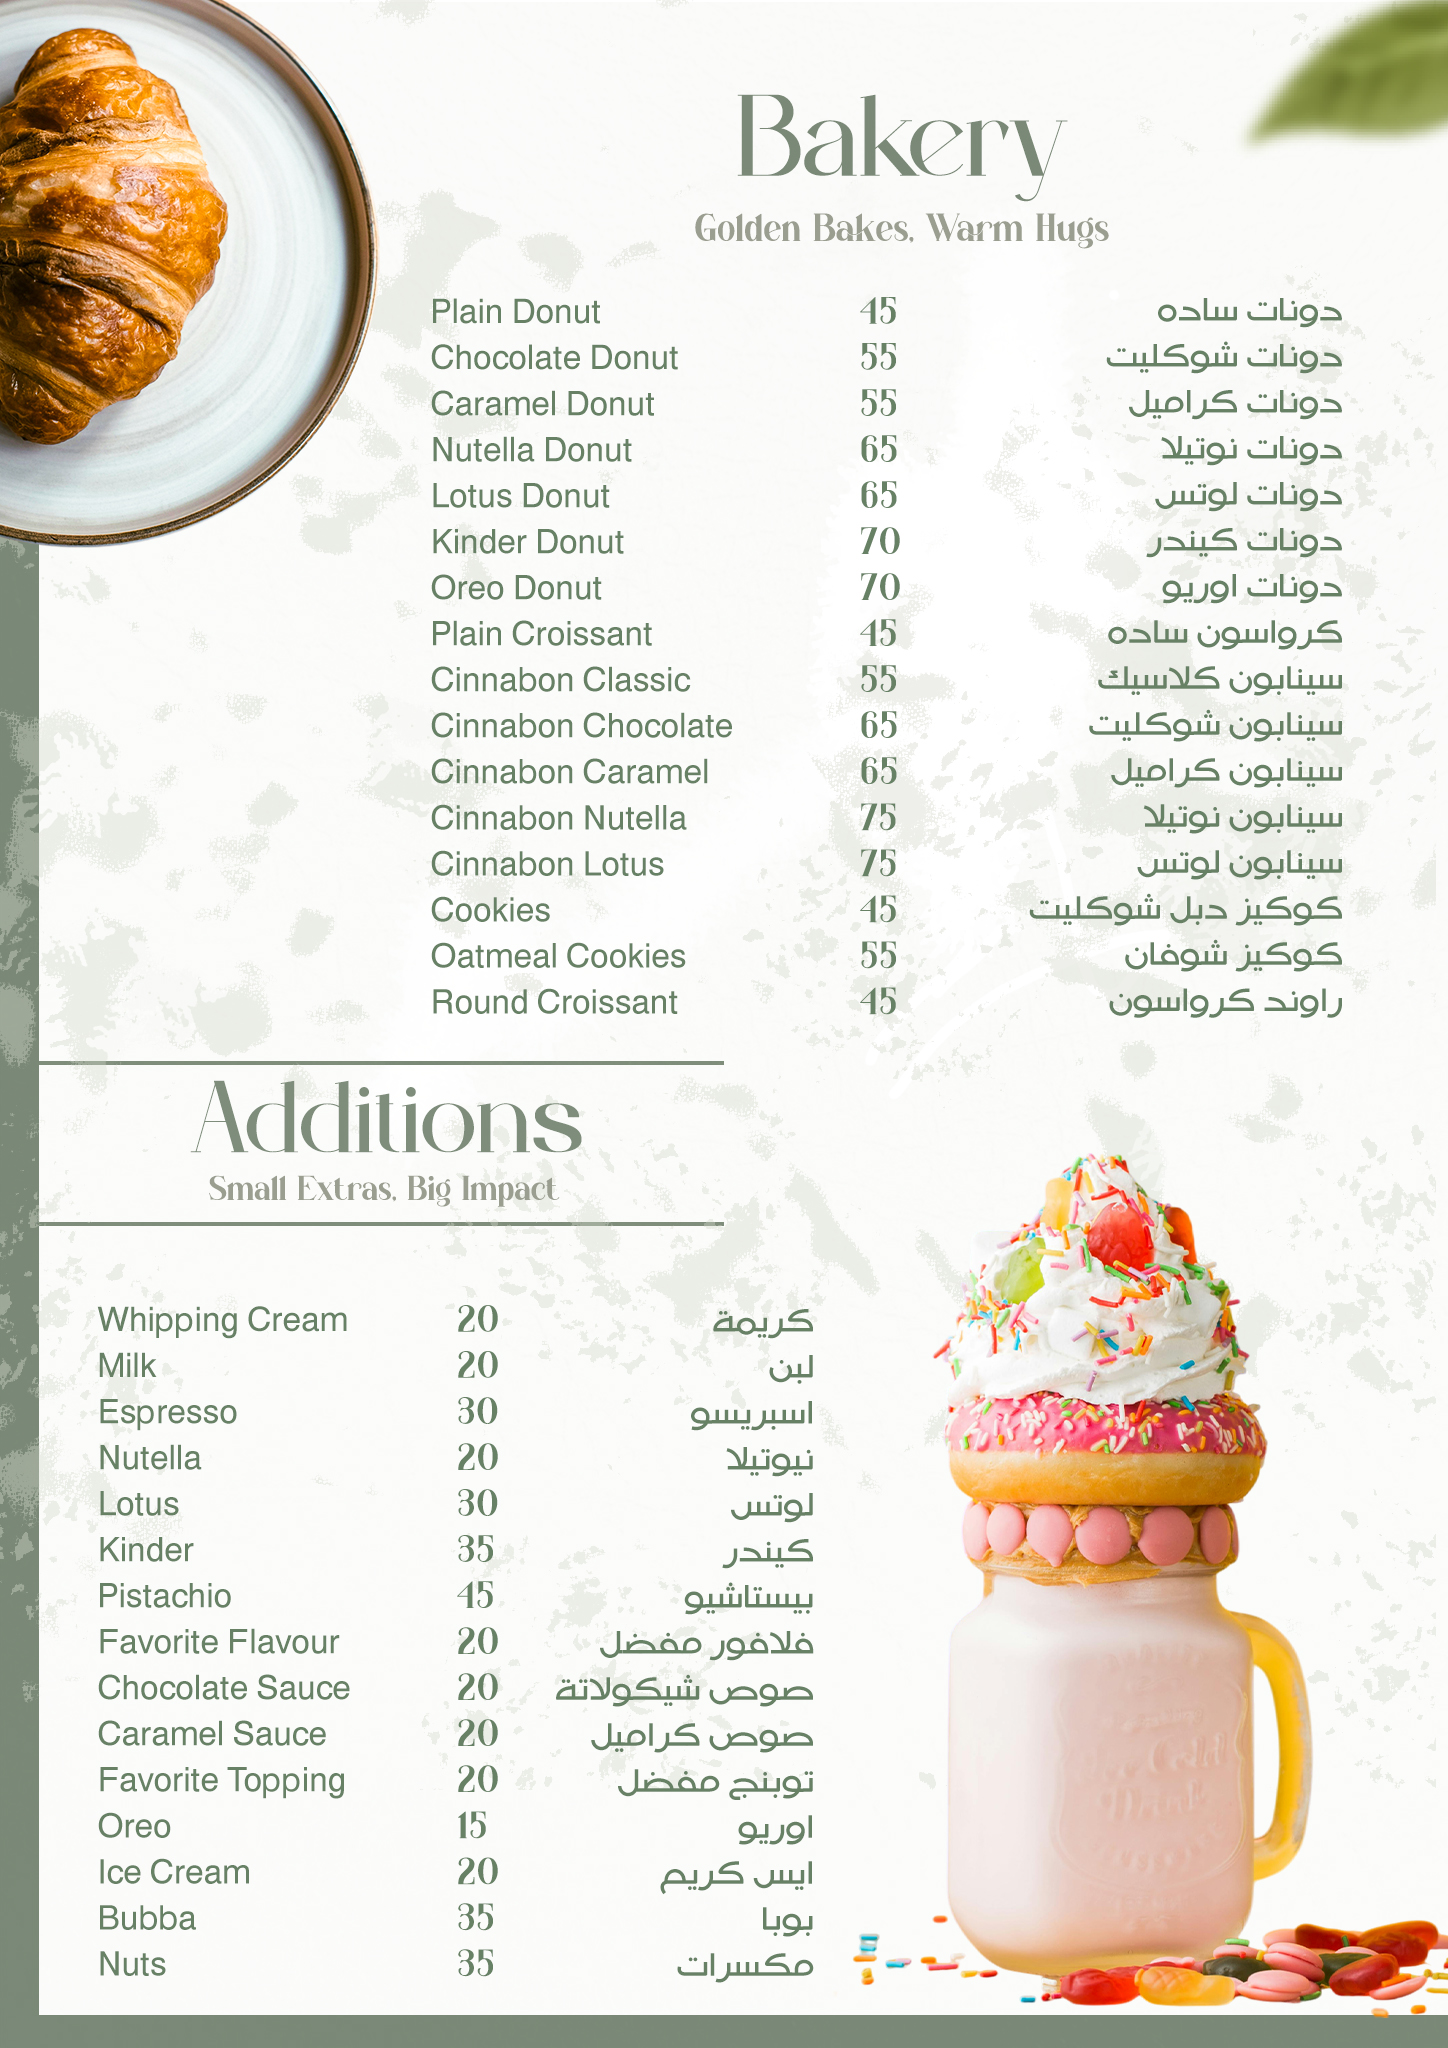 Bakery
Golden Bakes, Warm Hugs
Plain Donut 45 دونات ساده
Chocolate Donut 55 دونات شوكليت
Caramel Donut 55 دونات كراميل
Nutella Donut 65 دونات نوتيلا
Lotus Donut 65 دونات لوتس
Kinder Donut 70 دونات كيندر
Oreo Donut 70 دونات اوريو
Plain Croissant 45 كرواسون ساده
Cinnabon Classic 55 سينابون كلاسيك
Cinnabon Chocolate 65 سينابون شوكليت
Cinnabon Caramel 65 سينابون كراميل
Cinnabon Nutella 75 سينابون نوتيلا
Cinnabon Lotus 75 سينابون لوتس
Cookies 45 كوكيز دبل شوكليت
Oatmeal Cookies 55 كوكيز شوفان
Round Croissant 45 راوند كرواسون
Additions
Small Extras, Big Impact
Whipping Cream 20 كريمة
Milk 20 لبن
Espresso 30 اسبريسو
Nutella 20 نيوتيلا
Lotus 30 لوتس
Kinder 35 كيندر
Pistachio 45 بيستاشيو
Favorite Flavour 20 فلافور مفضل
Chocolate Sauce 20 صوص شيكولاتة
Caramel Sauce 20 صوص كراميل
Favorite Topping 20 توبنج مفضل
Oreo 15 اوريو
Ice Cream 20 ايس كريم
Bubba 35 بوبا
Nuts 35 مكسرات
Cold
Drink